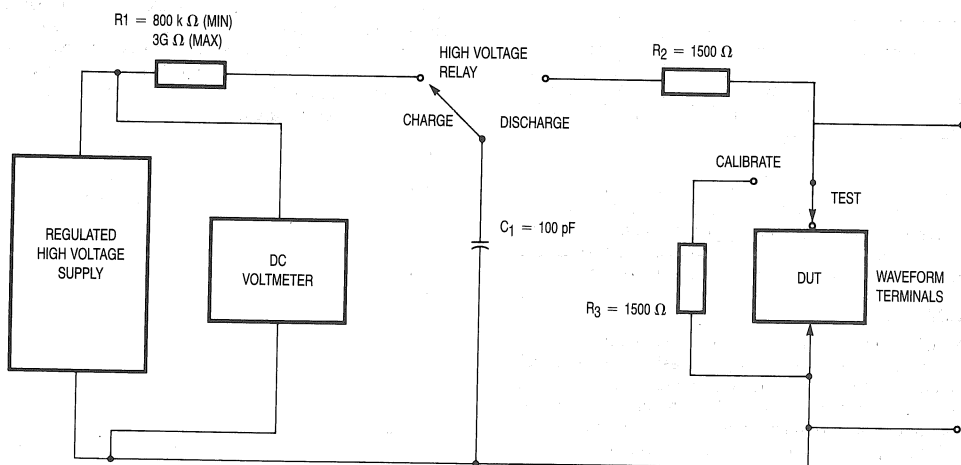 R1 = 800 k Ω (MIN)
3G Ω (MAX)
HIGH VOLTAGE
RELAY
R2 = 1500 Ω
CHARGE
DISCHARGE
CALIBRATE
TEST
REGULATED
HIGH VOLTAGE
SUPPLY
DC
VOLTMETER
C1 = 100 pF
R3 = 1500 Ω
DUT
WAVEFORM
TERMINALS